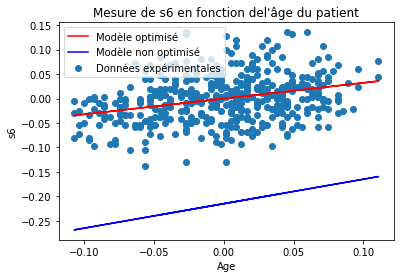 Mesure de s6 en fonction del'âge du patient
Modèle optimisé
Modèle non optimisé
Données expérimentales
0.15
0.10
0.05
0.00
−0.05
−0.10
−0.15
−0.20
−0.25
s6
−0.10
−0.05
0.00
0.05
0.10
Age